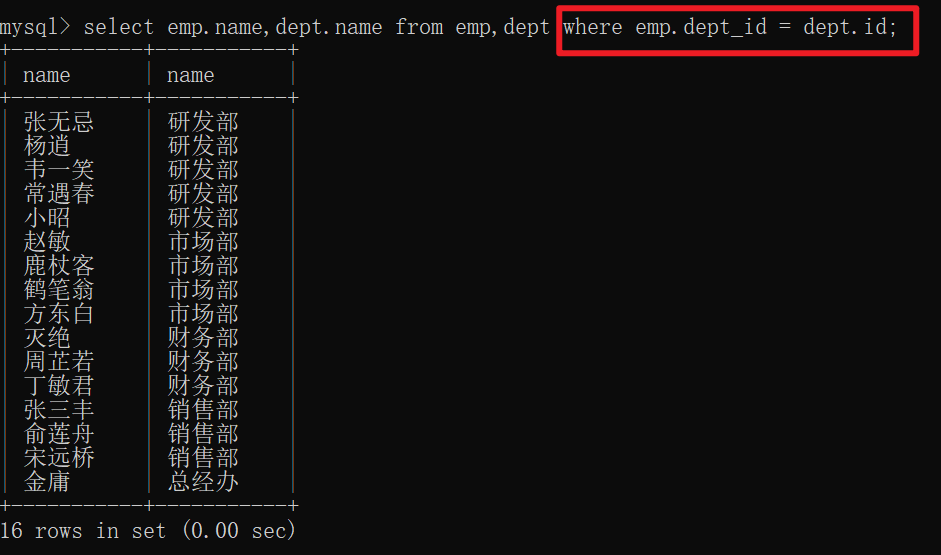 mysql> select emp.name,dept.name from emp,dept where emp.dept_id = dept.id;
+-----------+-----------+
| name | name |
+-----------+-----------+
| 张无忌 | 研发部 |
| 杨逍 | 研发部 |
| 韦一笑 | 研发部 |
| 常遇春 | 研发部 |
| 小昭 | 研发部 |
| 赵敏 | 市场部 |
| 鹿杖客 | 市场部 |
| 鹤笔翁 | 市场部 |
| 方东白 | 市场部 |
| 灭绝 | 财务部 |
| 周芷若 | 财务部 |
| 丁敏君 | 财务部 |
| 张三丰 | 销售部 |
| 俞莲舟 | 销售部 |
| 宋远桥 | 销售部 |
| 金庸 | 总经办 |
+-----------+-----------+
16 rows in set (0.00 sec)